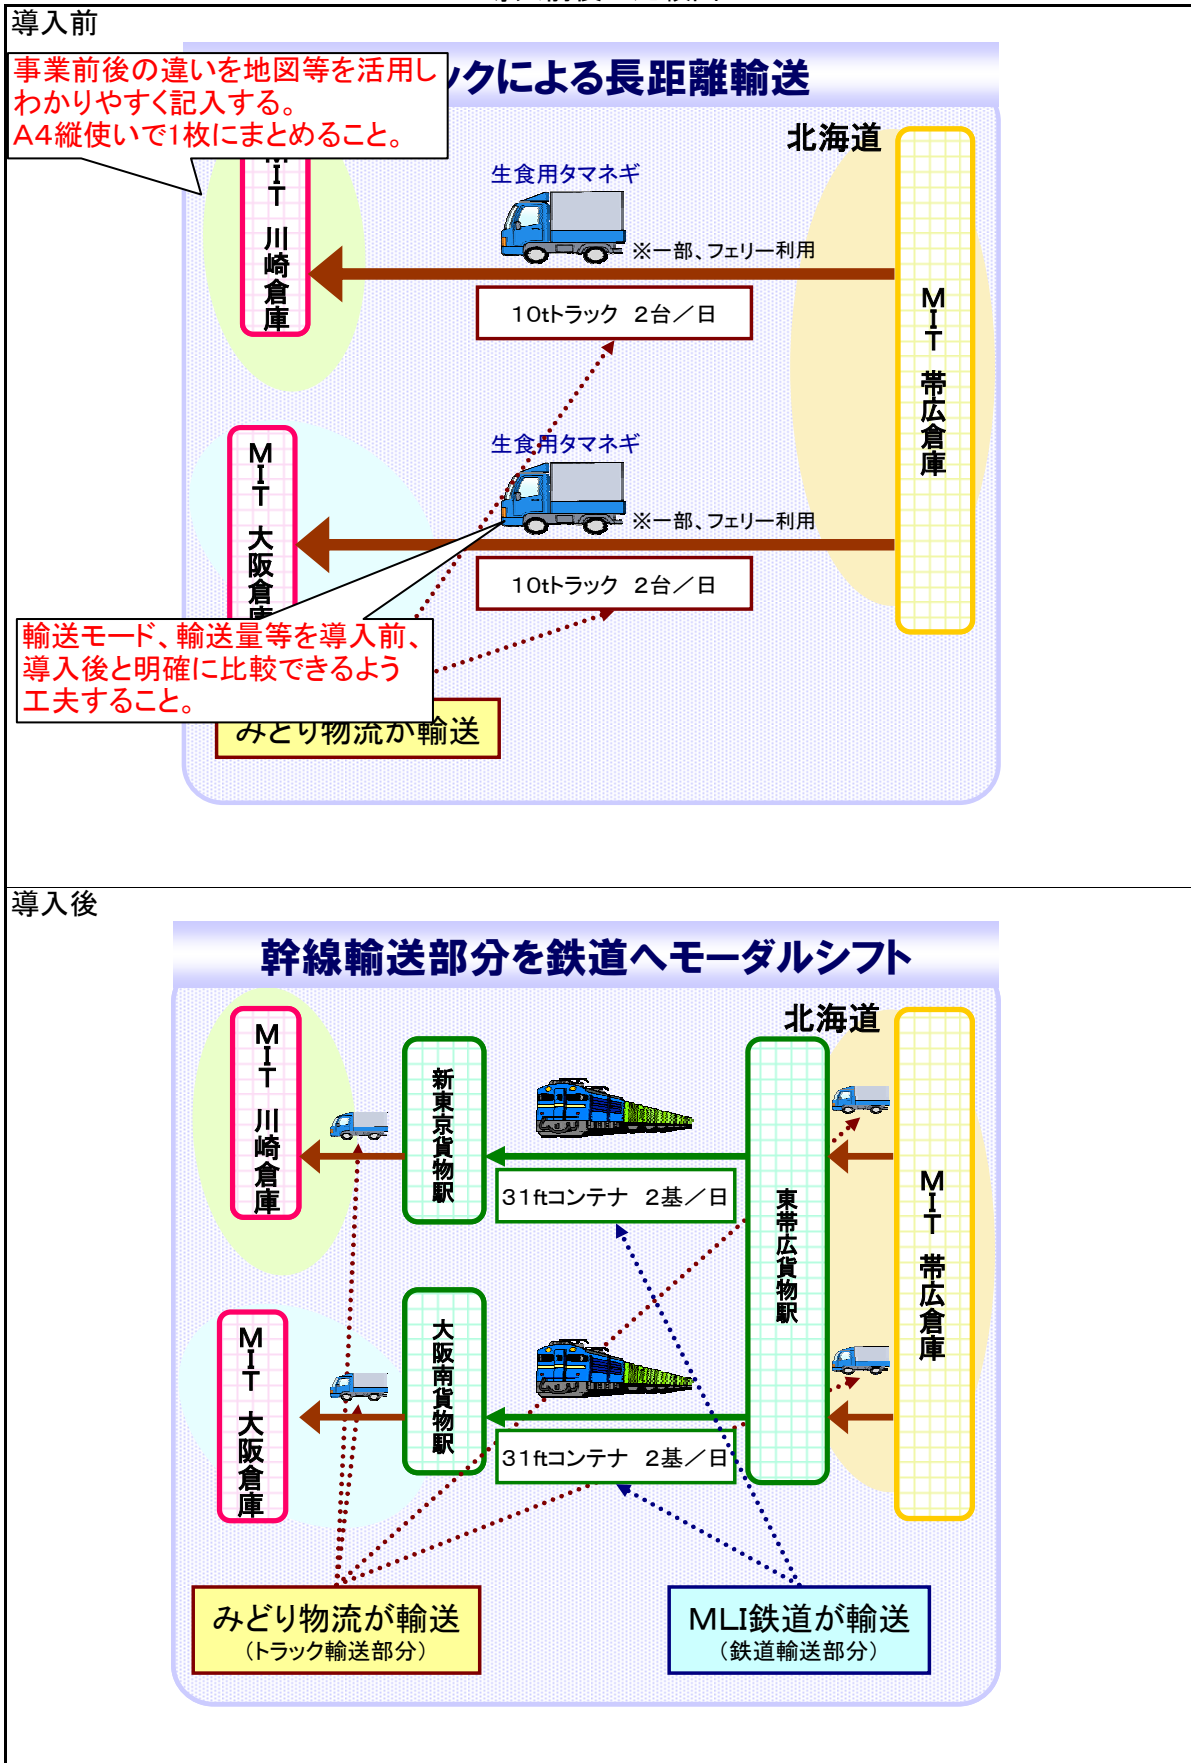 導入前
事業前後の違いを地図等を活用し
わかりやすく記入する。
A4縦使いで1枚にまとめること。
ックによる長距離輸送
北海道
MIT 川崎倉庫
生食用タマネギ
※一部、フェリー利用
10tトラック 2台／日
MIT 帯広倉庫
MIT 大阪倉庫
生食用タマネギ
※一部、フェリー利用
10tトラック 2台／日
輸送モード、輸送量等を導入前、
導入後と明確に比較できるよう
工夫すること。
みどり物流が輸送
導入後
幹線輸送部分を鉄道へモーダルシフト
北海道
MIT 川崎倉庫
新東京貨物駅
31ftコンテナ 2基／日
東帯広貨物駅
MIT 帯広倉庫
MIT 大阪倉庫
大阪南貨物駅
31ftコンテナ 2基／日
みどり物流が輸送
（トラック輸送部分）
MLI鉄道が輸送
（鉄道輸送部分）